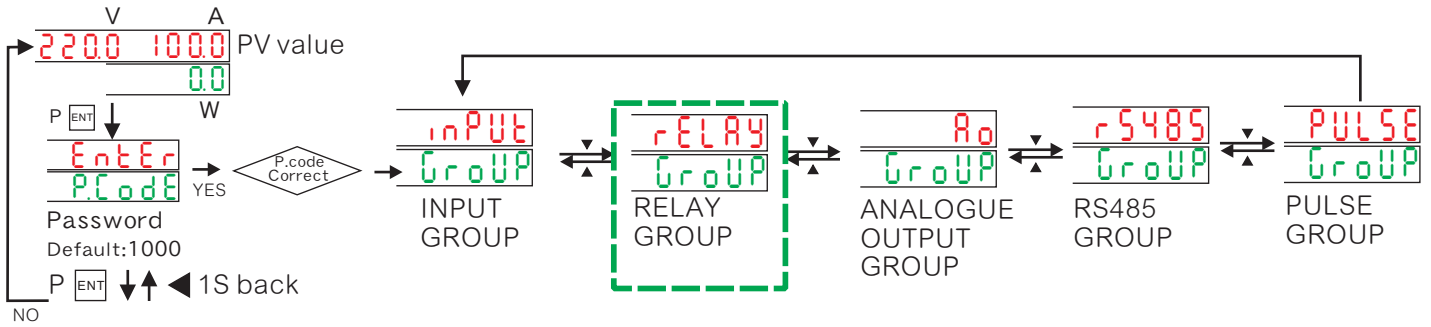 V A
220.0 100.0 PV value
0.0
W
P ENT
EntEr
P.CodE
YES
P.code
Correct
Password
Default:1000
P ENT 1S back
NO
inPUt
GroUP
INPUT
GROUP
rELAY
GroUP
RELAY
GROUP
Ao
GroUP
ANALOGUE
OUTPUT
GROUP
rS485
GroUP
RS485
GROUP
PULSE
GroUP
PULSE
GROUP